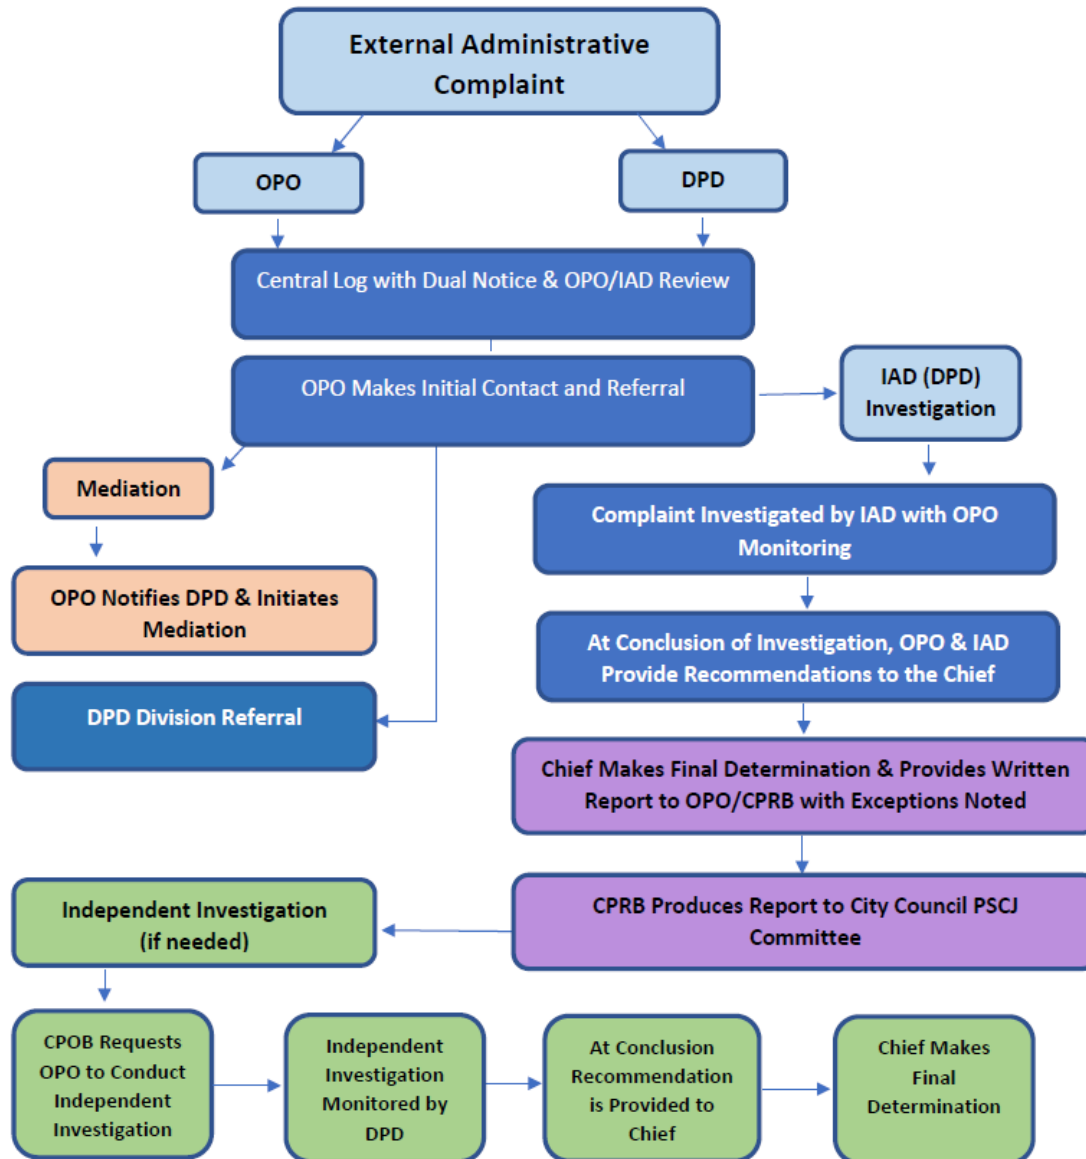 External Administrative
Complaint
OPO
DPD
Central Log with Dual Notice & OPO/IAD Review
OPO Makes Initial Contact and Referral
IAD (DPD)
Investigation
Mediation
Complaint Investigated by IAD with OPO
Monitoring
OPO Notifies DPD & Initiates
Mediation
At Conclusion of Investigation, OPO & IAD
Provide Recommendations to the Chief
DPD Division Referral
Chief Makes Final Determination & Provides Written
Report to OPO/CPRB with Exceptions Noted
CPRB Produces Report to City Council PSCJ
Committee
Independent Investigation
(if needed)
CPOB Requests
OPO to Conduct
Independent
Investigation
Independent
Investigation
Monitored by
DPD
At Conclusion
Recommendation
is Provided to
Chief
Chief Makes
Final
Determination